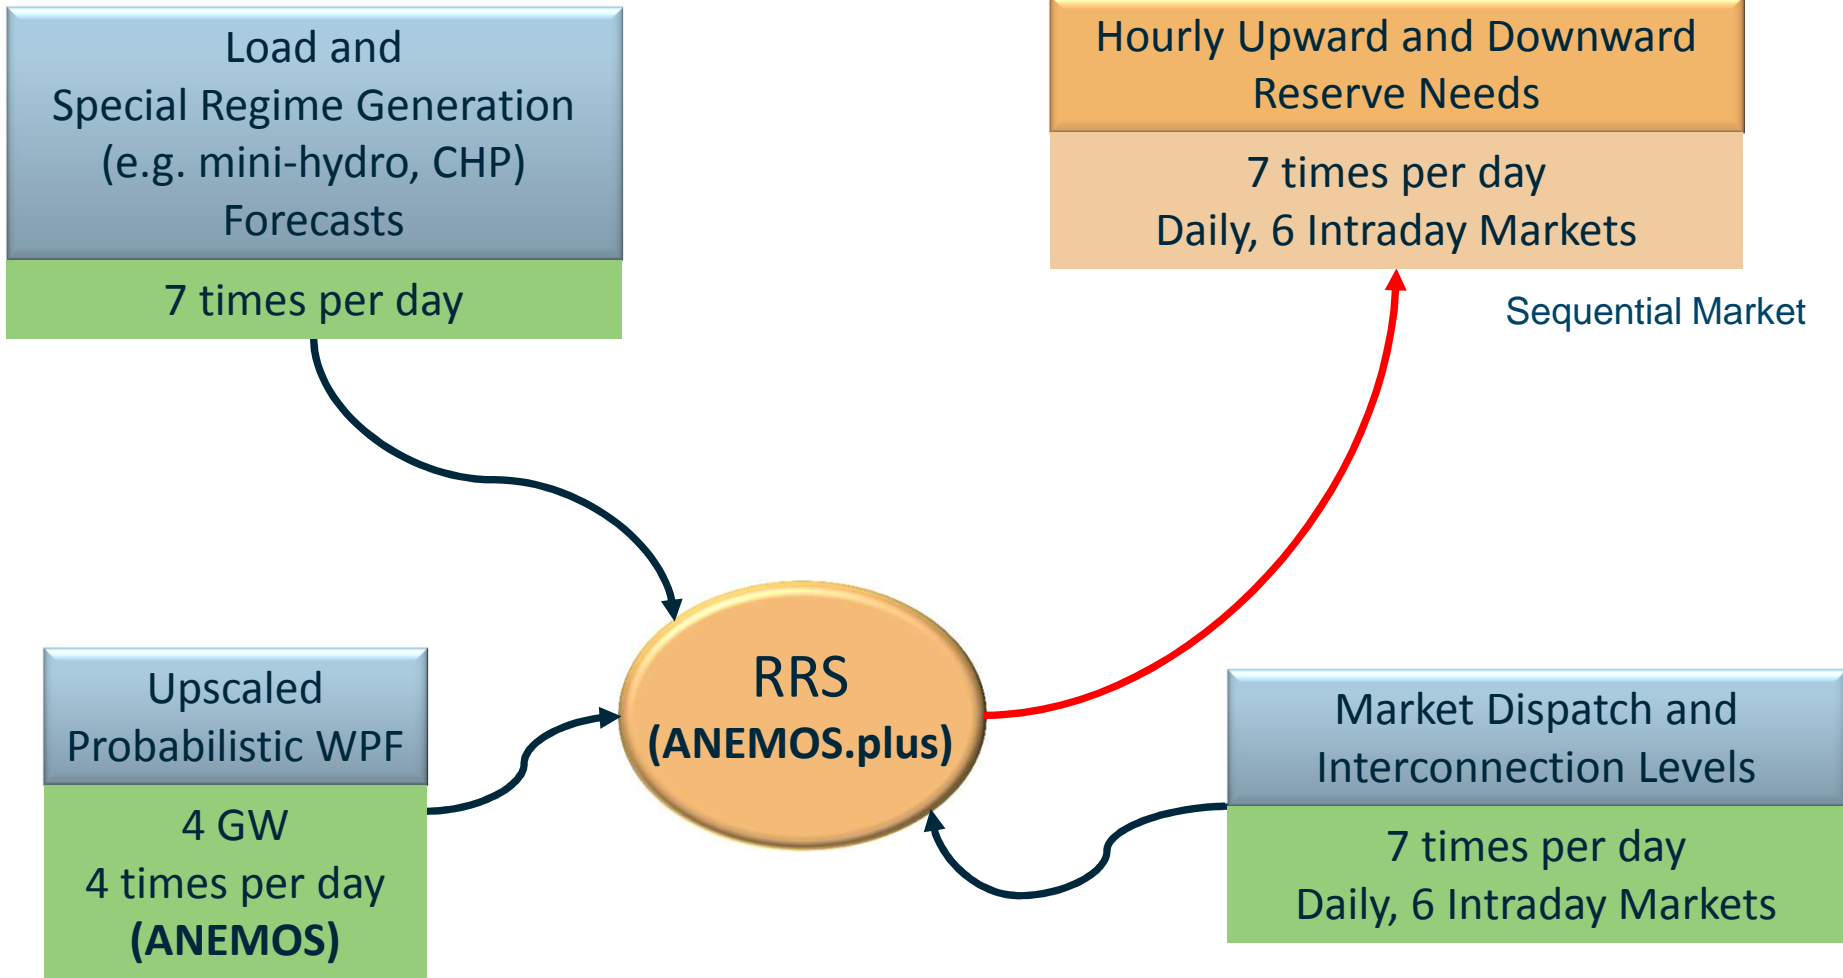 Load and
Special Regime Generation
(e.g. mini-hydro, CHP)
Forecasts
7 times per day
Hourly Upward and Downward
Reserve Needs
7 times per day
Daily, 6 Intraday Markets
Sequential Market
Upscaled
Probabilistic WPF
4 GW
4 times per day
(ANEMOS)
RRS
(ANEMOS.plus)
Market Dispatch and
Interconnection Levels
7 times per day
Daily, 6 Intraday Markets